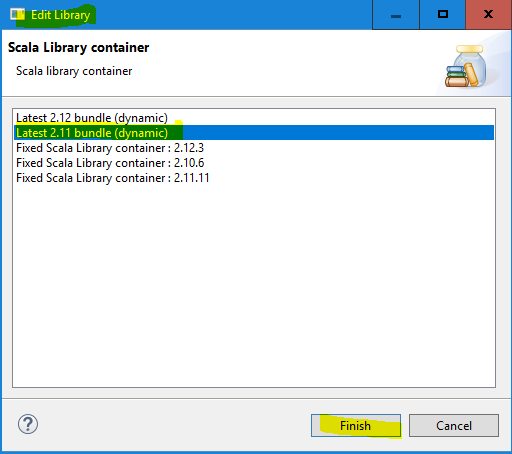 Edit Library
Scala Library container
Scala library container
Latest 2.12 bundle (dynamic)
Latest 2.11 bundle (dynamic)
Fixed Scala Library container : 2.12.3
Fixed Scala Library container : 2.10.6
Fixed Scala Library container : 2.11.11
?
Finish
Cancel